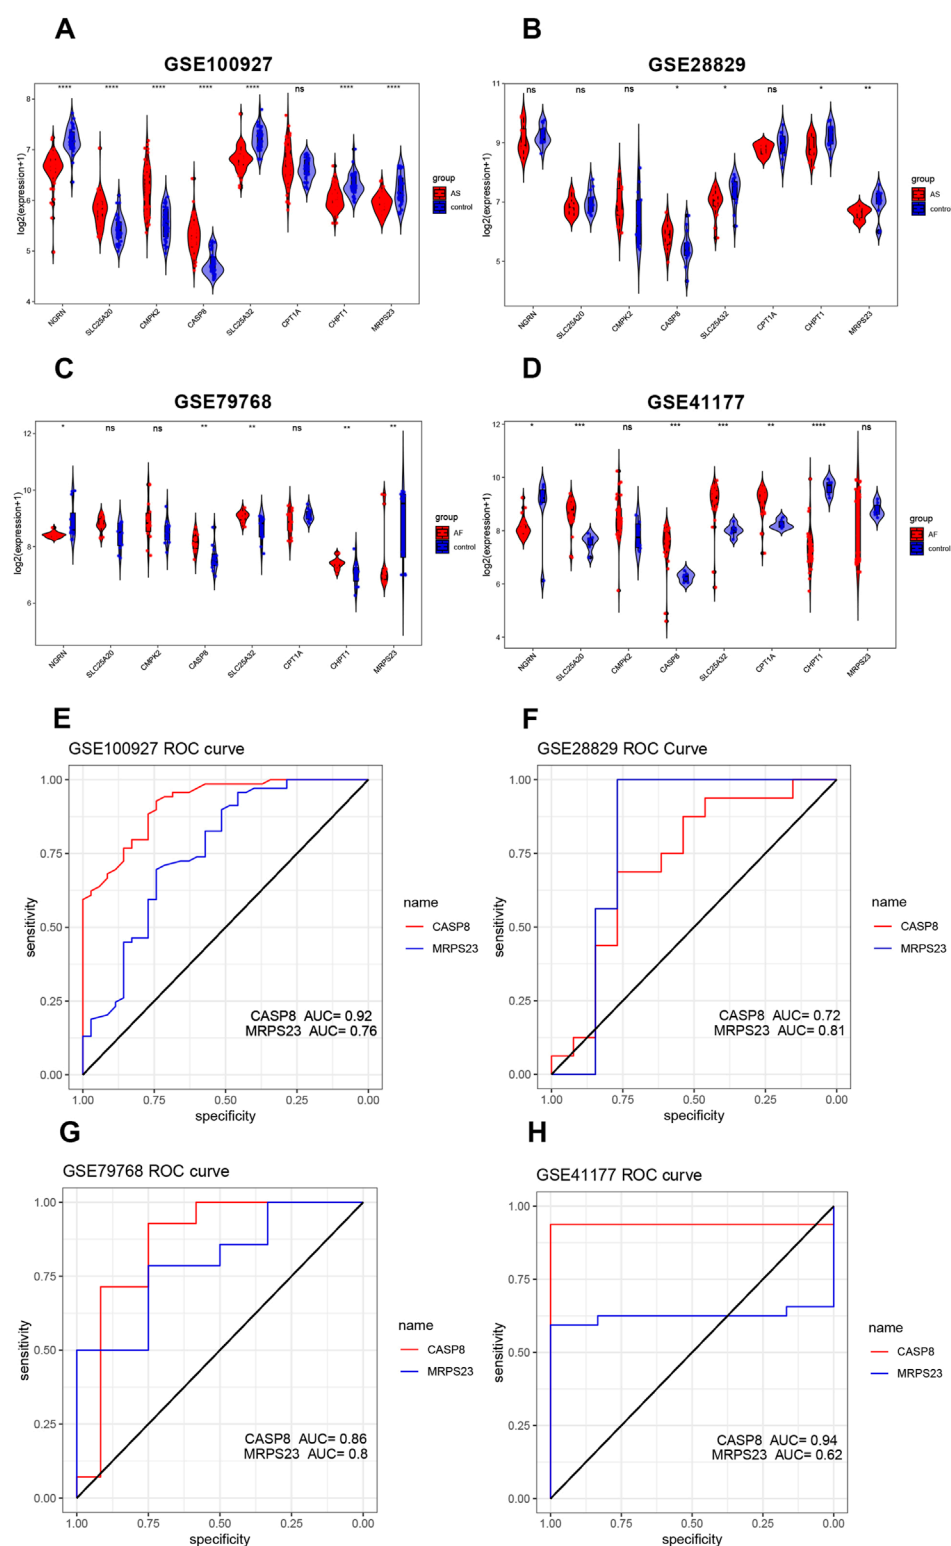 A
GSE100927
**** **** **** **** **** ns **** ****
log2(expression+1)
8
7
6
5
4
NGRN SLC25A20 CMPK2 CASP8 SLC25A32 CPT1A CHPT1 MRPS23
group
AS
control
B
GSE28829
ns ns ns * * ns * **
log2(expression+1)
11
9
7
5
NGRN SLC25A20 CMPK2 CASP8 SLC25A32 CPT1A CHPT1 MRPS23
group
AS
control
C
GSE79768
* ns ns ** ** ns ** **
log2(expression+1)
12
10
8
6
NGRN SLC25A20 CMPK2 CASP8 SLC25A32 CPT1A CHPT1 MRPS23
group
AF
control
D
GSE41177
* *** ns *** *** ** **** ns
log2(expression+1)
12
10
8
6
4
NGRN SLC25A20 CMPK2 CASP8 SLC25A32 CPT1A CHPT1 MRPS23
group
AF
control
E
GSE100927 ROC curve
sensitivity
1.00
0.75
0.50
0.25
0.00
CASP8 AUC= 0.92
MRPS23 AUC= 0.76
1.00 0.75 0.50 0.25 0.00
specificity
name
CASP8
MRPS23
F
GSE28829 ROC Curve
sensitivity
1.00
0.75
0.50
0.25
0.00
CASP8 AUC= 0.72
MRPS23 AUC= 0.81
1.00 0.75 0.50 0.25 0.00
specificity
name
CASP8
MRPS23
G
GSE79768 ROC curve
sensitivity
1.00
0.75
0.50
0.25
0.00
CASP8 AUC= 0.86
MRPS23 AUC= 0.8
1.00 0.75 0.50 0.25 0.00
specificity
name
CASP8
MRPS23
H
GSE41177 ROC curve
sensitivity
1.00
0.75
0.50
0.25
0.00
CASP8 AUC= 0.94
MRPS23 AUC= 0.62
1.00 0.75 0.50 0.25 0.00
specificity
name
CASP8
MRPS23